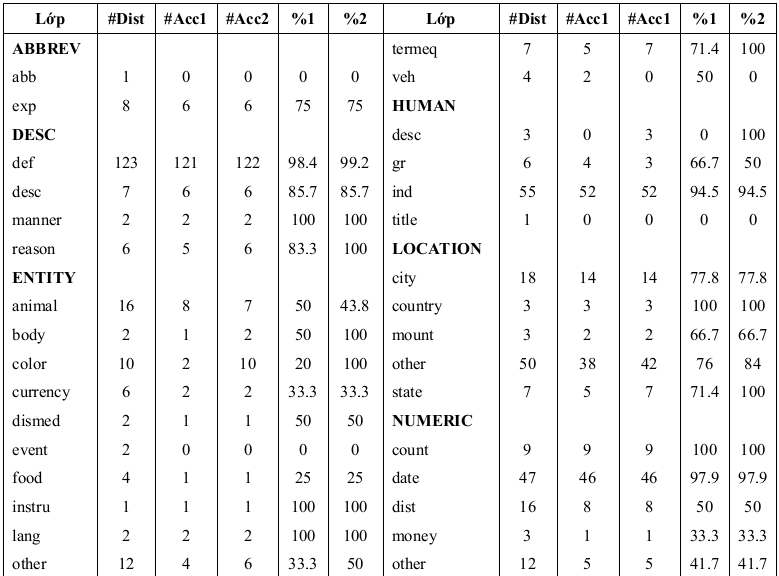 Lớp #Dist #Acc1 #Acc2 %1 %2 Lớp #Dist #Acc1 #Acc1 %1 %2
ABBREV termeq 7 5 7 71.4 100
abb 1 0 0 0 0 veh 4 2 0 50 0
exp 8 6 6 75 75 HUMAN
DESC desc 3 0 3 0 100
def 123 121 122 98.4 99.2 gr 6 4 3 66.7 50
desc 7 6 6 85.7 85.7 ind 55 52 52 94.5 94.5
manner 2 2 2 100 100 title 1 0 0 0 0
reason 6 5 6 83.3 100 LOCATION
ENTITY city 18 14 14 77.8 77.8
animal 16 8 7 50 43.8 country 3 3 3 100 100
body 2 1 2 50 100 mount 3 2 2 66.7 66.7
color 10 2 10 20 100 other 50 38 42 76 84
currency 6 2 2 33.3 33.3 state 7 5 7 71.4 100
dismed 2 1 1 50 50 NUMERIC
event 2 0 0 0 0 count 9 9 9 100 100
food 4 1 1 25 25 date 47 46 46 97.9 97.9
instru 1 1 1 100 100 dist 16 8 8 50 50
lang 2 2 2 100 100 money 3 1 1 33.3 33.3
other 12 4 6 33.3 50 other 12 5 5 41.7 41.7